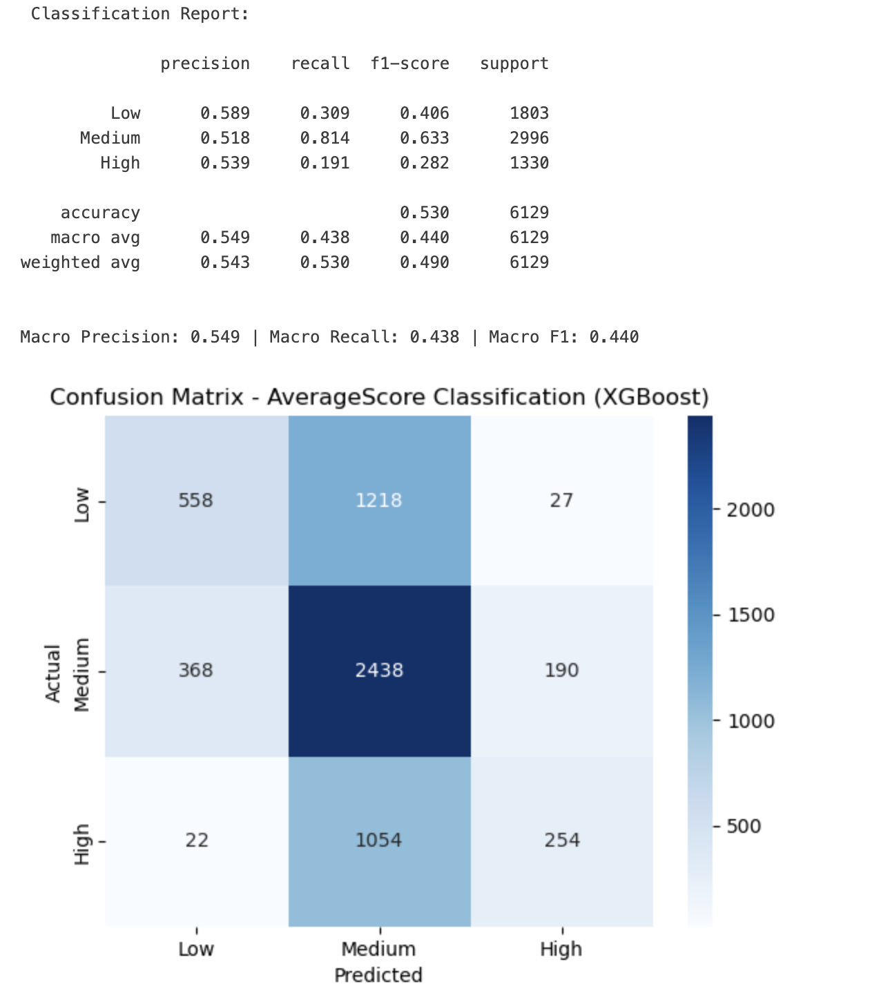 Classification Report:
precision recall f1-score support
Low 0.589 0.309 0.406 1803
Medium 0.518 0.814 0.633 2996
High 0.539 0.191 0.282 1330
accuracy 0.530 6129
macro avg 0.549 0.438 0.440 6129
weighted avg 0.543 0.530 0.490 6129
Macro Precision: 0.549 | Macro Recall: 0.438 | Macro F1: 0.440
Confusion Matrix - AverageScore Classification (XGBoost)
Low 558 1218 27
Actual
Medium 368 2438 190
High 22 1054 254
Low Medium High
Predicted
2000
1500
1000
500